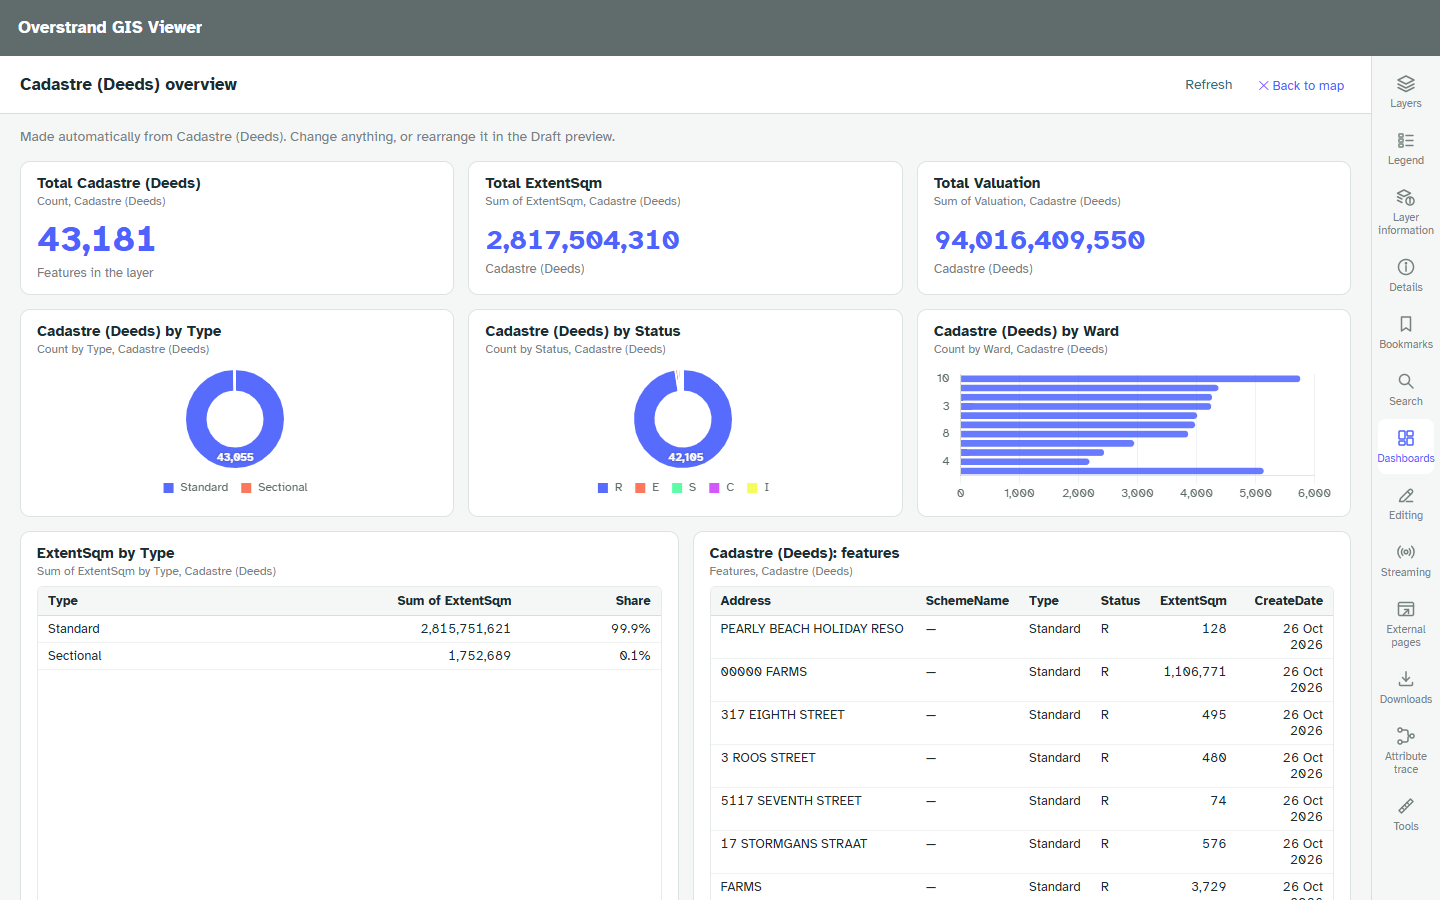 Overstrand GIS Viewer
Cadastre (Deeds) overview
Refresh
Back to map
Made automatically from Cadastre (Deeds). Change anything, or rearrange it in the Draft preview.
Total Cadastre (Deeds)
Count, Cadastre (Deeds)
43,181
Features in the layer
Total ExtentSqm
Sum of ExtentSqm, Cadastre (Deeds)
2,817,504,310
Cadastre (Deeds)
Total Valuation
Sum of Valuation, Cadastre (Deeds)
94,016,409,550
Cadastre (Deeds)
Cadastre (Deeds) by Type
Count by Type, Cadastre (Deeds)
43,055
Standard Sectional
Cadastre (Deeds) by Status
Count by Status, Cadastre (Deeds)
42,105
R E S C I
Cadastre (Deeds) by Ward
Count by Ward, Cadastre (Deeds)
10
3
8
4
0 1,000 2,000 3,000 4,000 5,000 6,000
ExtentSqm by Type
Sum of ExtentSqm by Type, Cadastre (Deeds)
Type Sum of ExtentSqm Share
Standard 2,815,751,621 99.9%
Sectional 1,752,689 0.1%
Cadastre (Deeds): features
Features, Cadastre (Deeds)
Address SchemeName Type Status ExtentSqm CreateDate
PEARLY BEACH HOLIDAY RESO — Standard R 128 26 Oct
2026
00000 FARMS — Standard R 1,106,771 26 Oct
2026
317 EIGHTH STREET — Standard R 495 26 Oct
2026
3 ROOS STREET — Standard R 480 26 Oct
2026
5117 SEVENTH STREET — Standard R 74 26 Oct
2026
17 STORMGANS STRAAT — Standard R 576 26 Oct
2026
FARMS — Standard R 3,729 26 Oct
Layers
Legend
Layer
information
Details
Bookmarks
Search
Dashboards
Editing
Streaming
External
pages
Downloads
Attribute
trace
Tools